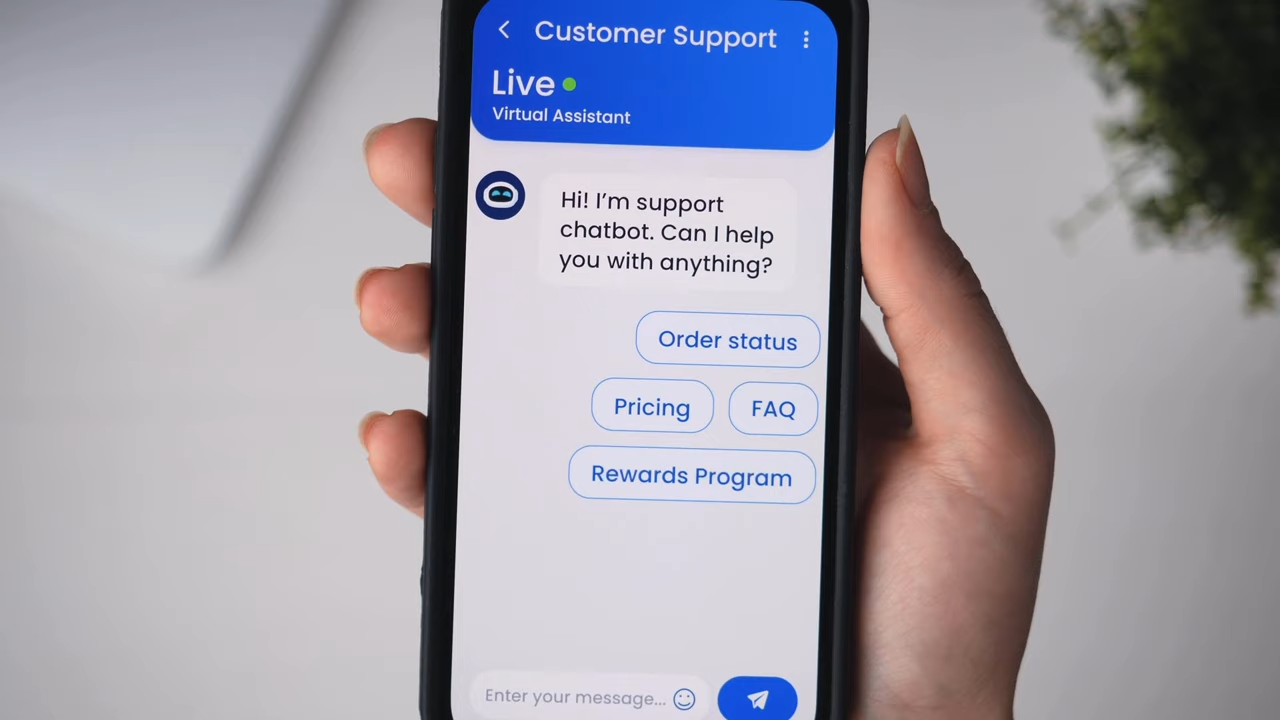 Customer Support
Live
Virtual Assistant
Hi! I'm support
chatbot. Can I help
you with anything?
Order status
Pricing
FAQ
Rewards Program
Enter your message...